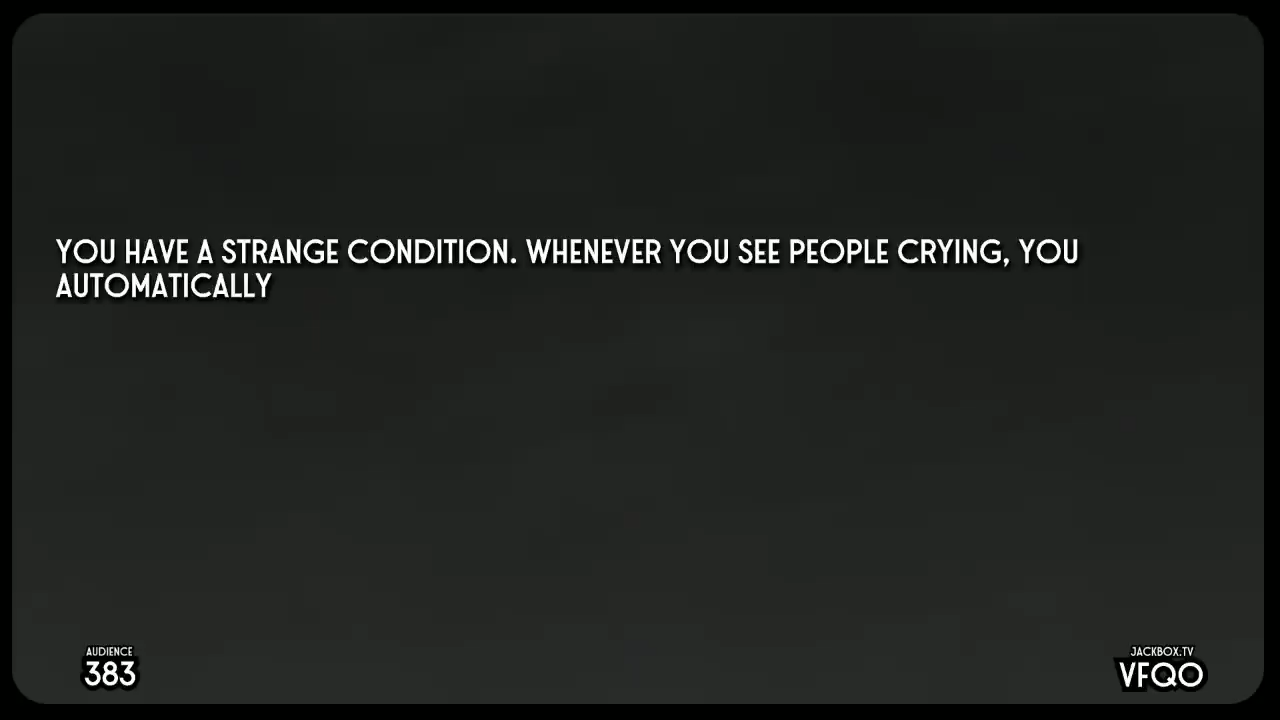 YOU HAVE A STRANGE CONDITION. WHENEVER YOU SEE PEOPLE CRYING, YOU
AUTOMATICALLY
AUDIENCE
383
JACKBOX.TV
VFQO